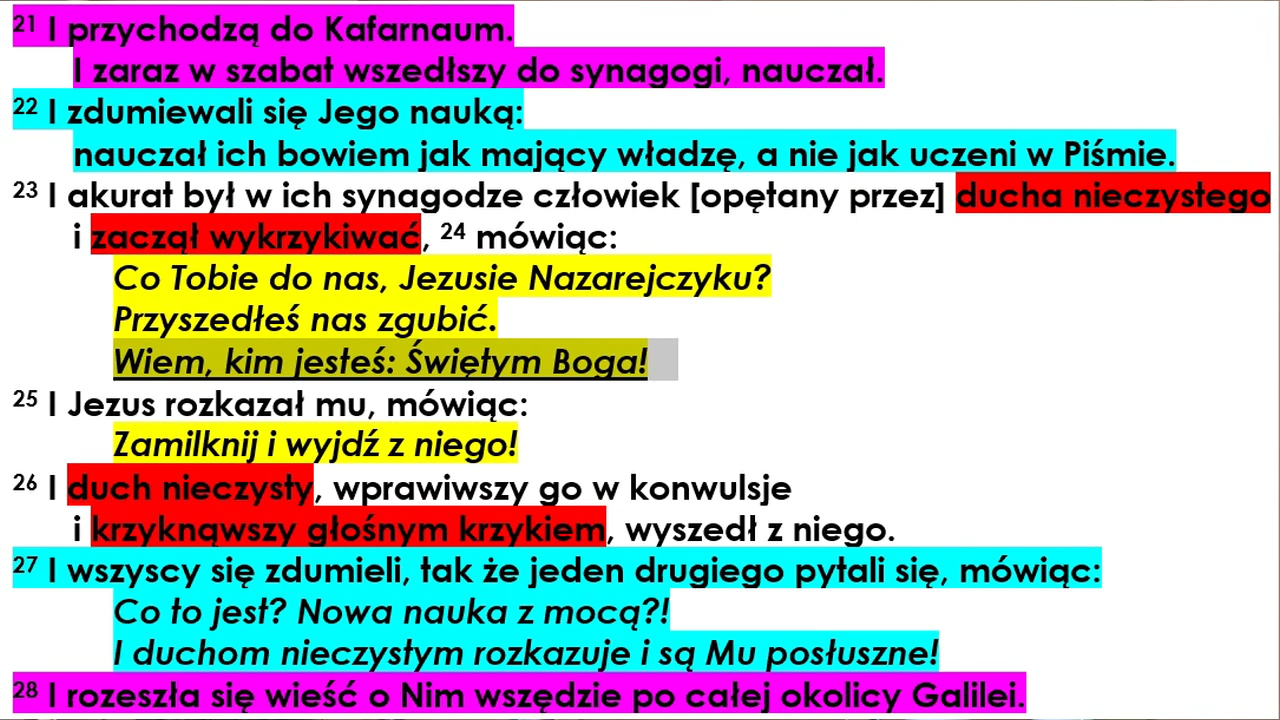 21 I przychodzą do Kafarnaum.
I zaraz w szabat wszedłszy do synagogi, nauczał.
22 I zdumiewali się Jego nauką:
nauczał ich bowiem jak mający władzę, a nie jak uczeni w Piśmie.
23 I akurat był w ich synagodze człowiek [opętany przez] ducha nieczystego
i zaczął wykrzykiwać, 24 mówiąc:
Co Tobie do nas, Jezusie Nazarejczyku?
Przyszedłeś nas zgubić.
Wiem, kim jesteś: Świętym Boga!
25 I Jezus rozkazał mu, mówiąc:
Zamilknij i wyjdź z niego!
26 I duch nieczysty, wprawiwszy go w konwulsje
i krzyknąwszy głośnym krzykiem, wyszedł z niego.
27 I wszyscy się zdumieli, tak że jeden drugiego pytali się, mówiąc:
Co to jest? Nowa nauka z mocą?!
I duchom nieczystym rozkazuje i są Mu posłuszne!
28 I rozeszła się wieść o Nim wszędzie po całej okolicy Galilei.